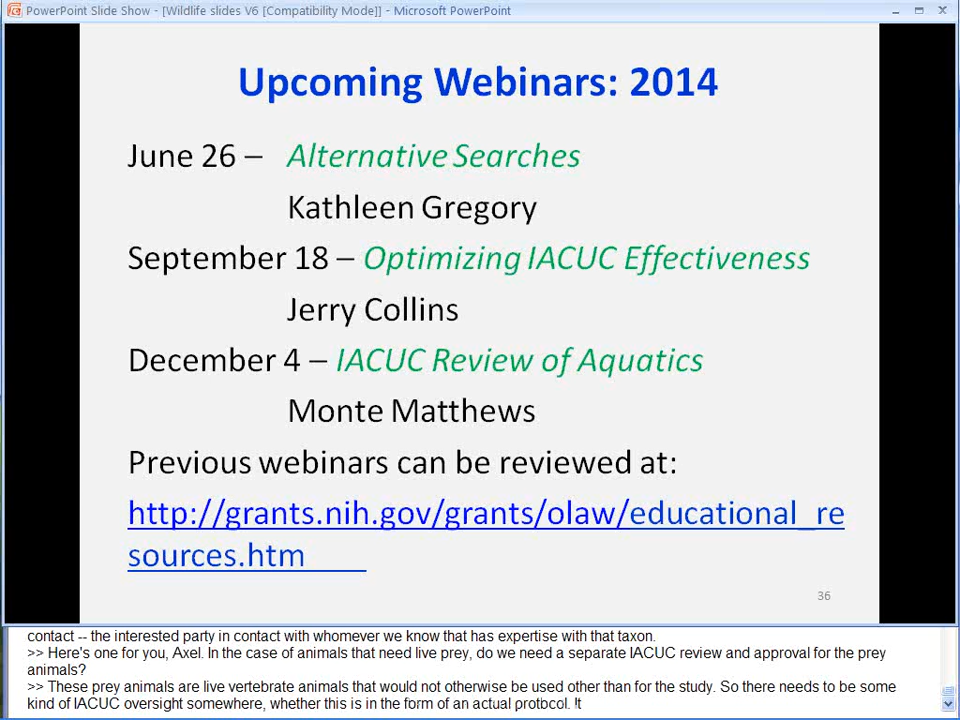 PowerPoint Slide Show - [Wildlife slides V6 [Compatibility Mode]] - Microsoft PowerPoint
Upcoming Webinars: 2014
June 26 – Alternative Searches
Kathleen Gregory
September 18 – Optimizing IACUC Effectiveness
Jerry Collins
December 4 – IACUC Review of Aquatics
Monte Matthews
Previous webinars can be reviewed at:
http://grants.nih.gov/grants/olaw/educational_re
sources.htm
36
contact -- the interested party in contact with whomever we know that has expertise with that taxon.
>> Here's one for you, Axel. In the case of animals that need live prey, do we need a separate IACUC review and approval for the prey
animals?
>> These prey animals are live vertebrate animals that would not otherwise be used other than for the study. So there needs to be some
kind of IACUC oversight somewhere, whether this is in the form of an actual protocol. It